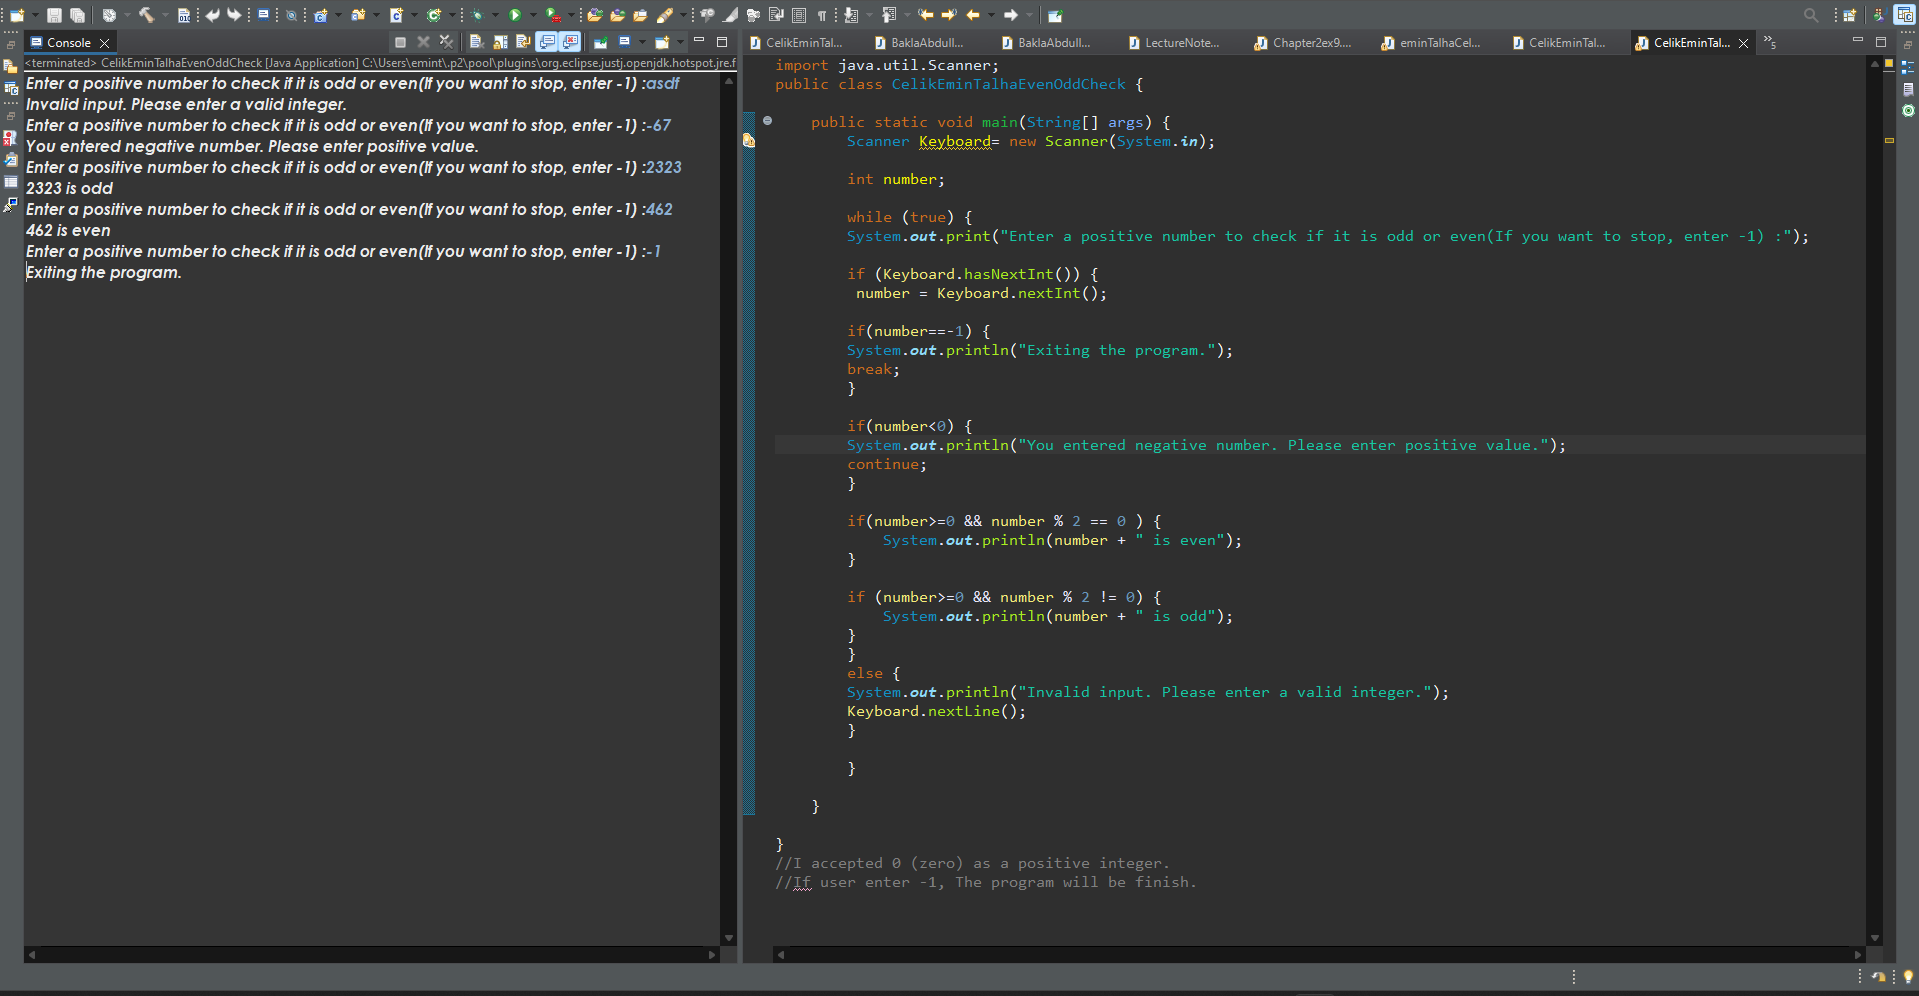 Console
<terminated> CelikEminTalhaEvenOddCheck [Java Application] C:\Users\emint\.p2\pool\plugins\org.eclipse.justj.openjdk.hotspot.jre.f
Enter a positive number to check if it is odd or even(If you want to stop, enter -1) :asdf
Invalid input. Please enter a valid integer.
Enter a positive number to check if it is odd or even(If you want to stop, enter -1) :-67
You entered negative number. Please enter positive value.
Enter a positive number to check if it is odd or even(If you want to stop, enter -1) :2323
2323 is odd
Enter a positive number to check if it is odd or even(If you want to stop, enter -1) :462
462 is even
Enter a positive number to check if it is odd or even(If you want to stop, enter -1) :-1
Exiting the program.
CelikEminTal... BaklaAbdull... BaklaAbdull... LectureNote... Chapter2ex9.... eminTalhaCel... CelikEminTal... CelikEminTal... »5
import java.util.Scanner;
public class CelikEminTalhaEvenOddCheck {
public static void main(String[] args) {
Scanner Keyboard= new Scanner(System.in);
int number;
while (true) {
System.out.print("Enter a positive number to check if it is odd or even(If you want to stop, enter -1) :");
if (Keyboard.hasNextInt()) {
number = Keyboard.nextInt();
if(number==-1) {
System.out.println("Exiting the program.");
break;
}
if(number<0) {
System.out.println("You entered negative number. Please enter positive value.");
continue;
}
if(number>=0 && number % 2 == 0 ) {
System.out.println(number + " is even");
}
if (number>=0 && number % 2 != 0) {
System.out.println(number + " is odd");
}
}
else {
System.out.println("Invalid input. Please enter a valid integer.");
Keyboard.nextLine();
}
}
}
}
//I accepted 0 (zero) as a positive integer.
//If user enter -1, The program will be finish.